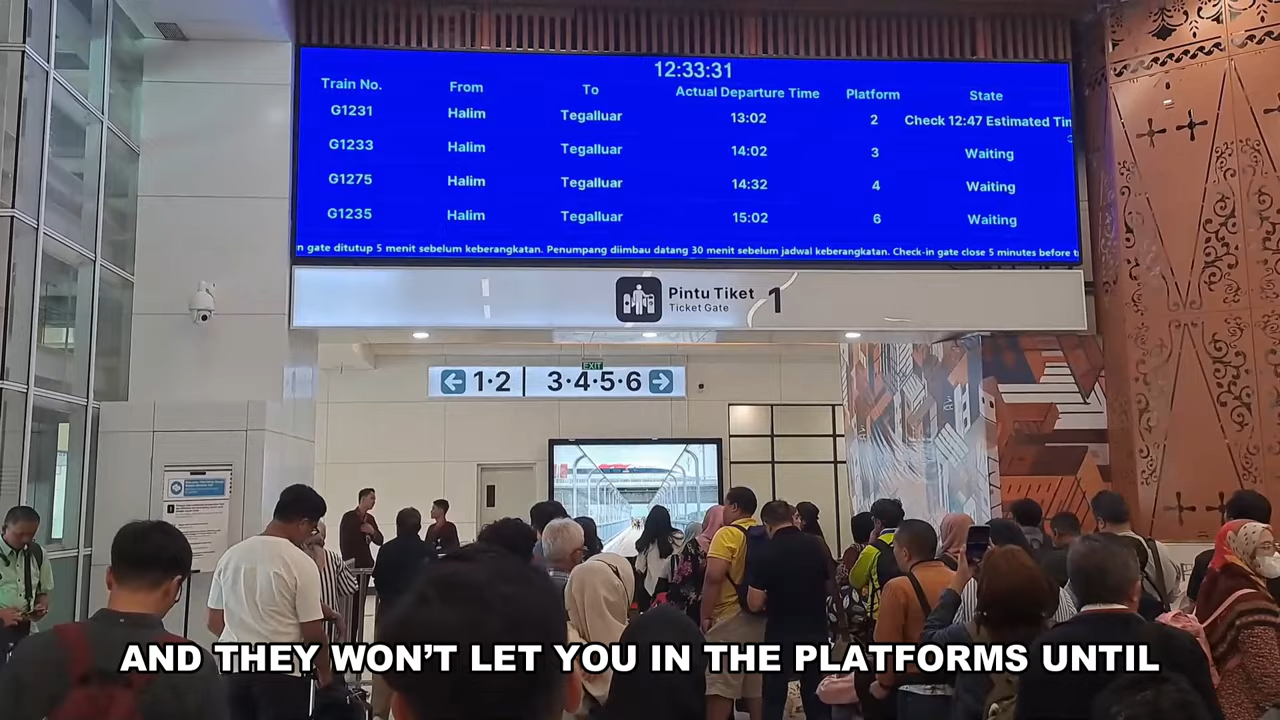 12:33:31
Train No. From To Actual Departure Time Platform State
G1231 Halim Tegalluar 13:02 2 Check 12:47 Estimated Tim
G1233 Halim Tegalluar 14:02 3 Waiting
G1275 Halim Tegalluar 14:32 4 Waiting
G1235 Halim Tegalluar 15:02 6 Waiting
n gate ditutup 5 menit sebelum keberangkatan. Penumpang diimbau datang 30 menit sebelum jadwal keberangkatan. Check-in gate close 5 minutes before t
Pintu Tiket 1
Ticket Gate
EXIT
← 1·2 | 3·4·5·6 →
AND THEY WON'T LET YOU IN THE PLATFORMS UNTIL